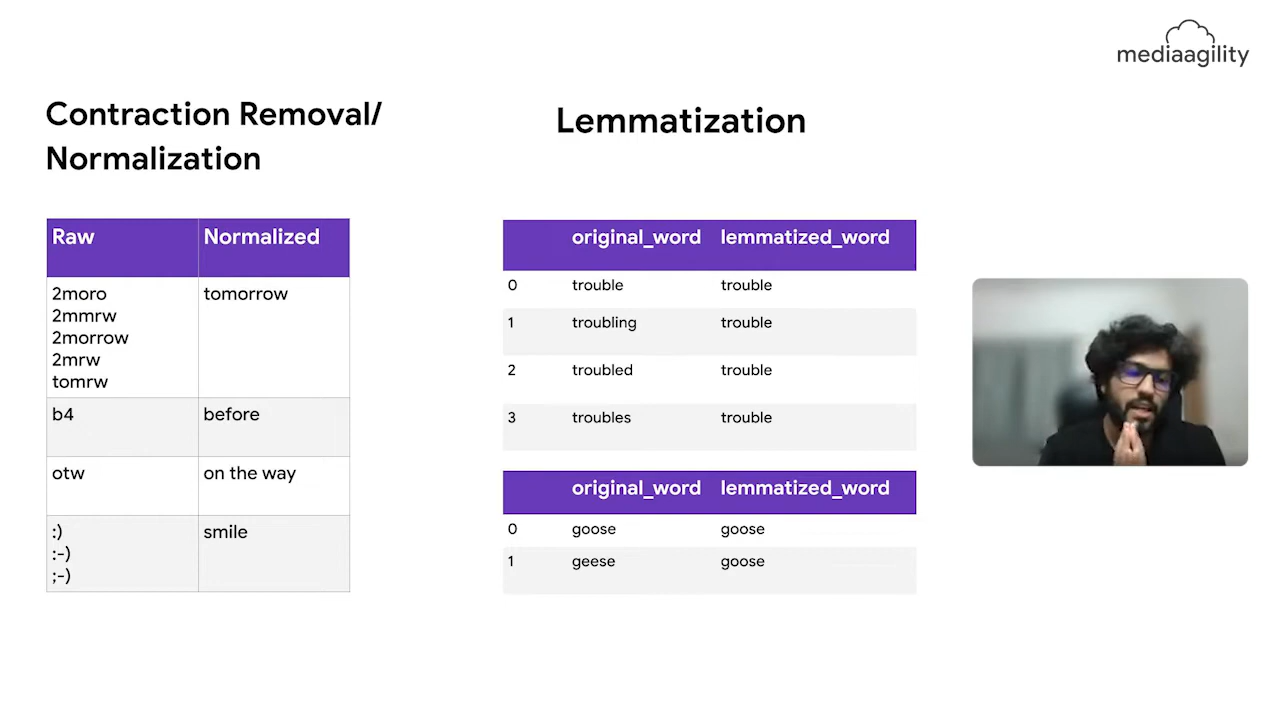 mediaagility
Contraction Removal/
Normalization
Lemmatization
Raw Normalized
2moro tomorrow
2mmrw
2morrow
2mrw
tomrw
b4 before
otw on the way
:) smile
:-)
;-)
original_word lemmatized_word
0 trouble trouble
1 troubling trouble
2 troubled trouble
3 troubles trouble
original_word lemmatized_word
0 goose goose
1 geese goose